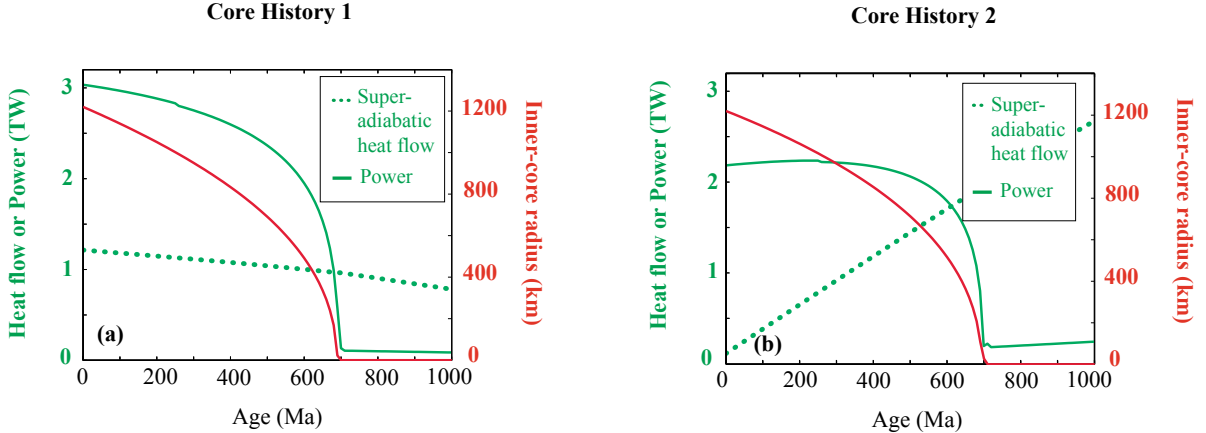 Core History 1
Core History 2
Heat flow or Power (TW)
3
2
1
0
Super-
adiabatic
heat flow
Power
(a)
1200
800
400
0
Inner-core radius (km)
0
200
400
600
800
1000
Age (Ma)
Heat flow or Power (TW)
3
2
1
0
Super-
adiabatic
heat flow
Power
(b)
1200
800
400
0
Inner-core radius (km)
0
200
400
600
800
1000
Age (Ma)